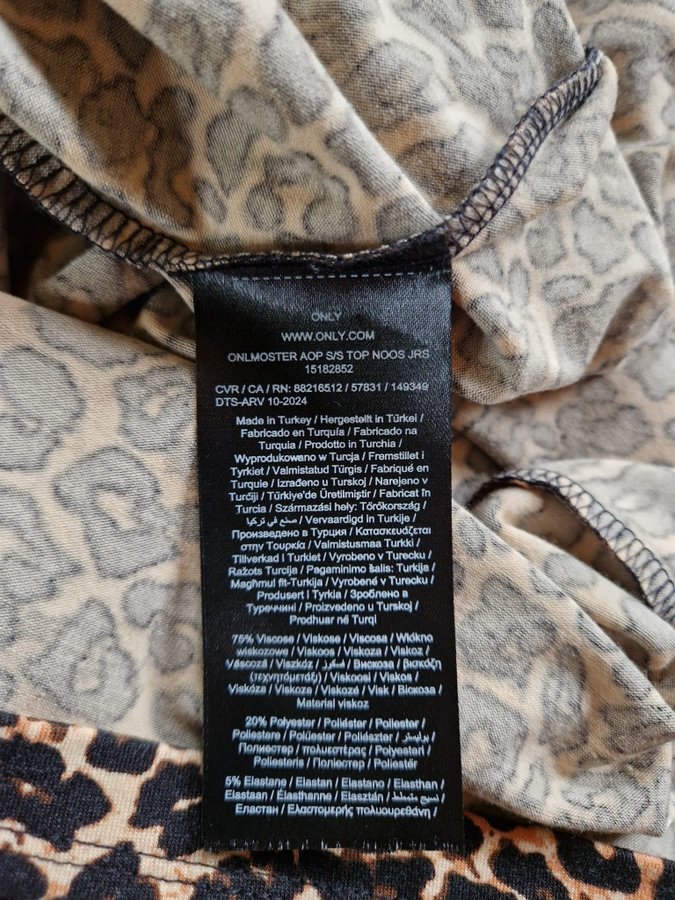 ONLY
WWW.ONLY.COM
ONLMOSTER AOP S/S TOP NOOS JRS
15182852
CVR / CA / RN: 88216512 / 57831 / 149349
DTS-ARV 10-2024
Made in Turkey / Hergestellt in Türkei /
Fabricado en Turquía / Fabricado na
Turquia / Prodotto in Turchia /
Wyprodukowano w Turcja / Fremstillet i
Tyrkiet / Valmistatud Türgis / Fabriqué en
Turquie / Izrađeno u Turskoj / Narejeno v
Turčiji / Türkiye'de Üretilmiştir / Fabricat în
Turcia / Származási hely: Törökország /
صنع في تركيا / Vervaardigd in Turkije /
Произведено в Турция / Κατασκευάζεται
στην Τουρκία / Valmistusmaa Turkki /
Tillverkad i Turkiet / Vyrobeno v Turecku /
Ražots Turcija / Pagaminimo šalis: Turkija /
Magħmul fit-Turkija / Vyrobené v Turecku /
Produsert i Tyrkia / Зроблено в
Туреччині / Proizvedeno u Turskoj /
Prodhuar në Turqi
75% Viscose / Viskose / Viscosa / Włókno
wiskozowe / Viskoos / Viskoza / Viskoz /
Vâscoză / Viszkóz / فسكوز / Вискоза / βισκόζη
(τεχνητόμετάξι) / Viskoosi / Viskos /
Viskóza / Viskoze / Viskozė / Visk / Віскоза /
Material viskoz
20% Polyester / Poliéster / Poliester /
Poliestere / Polüester / Poliészter / بوليستر /
Полиестер / πολυεστέρας / Polyesteri /
Poliesteris / Поліестер / Poliestër
5% Elastane / Elastan / Elastano / Elasthan /
Elastaan / Élasthanne / Elasztán / نسيج متمطط /
Еластан / Ελαστομερής πολυουρεθάνη /